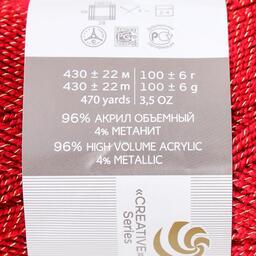 430 ± 22 м 100 ± 6 г
430 ± 22 m 100 ± 6 g
470 yards 3,5 OZ
96% АКРИЛ ОБЪЕМНЫЙ
4% МЕТАНИТ
96% HIGH VOLUME ACRYLIC
4% METALLIC
«CREATIVE»
Series